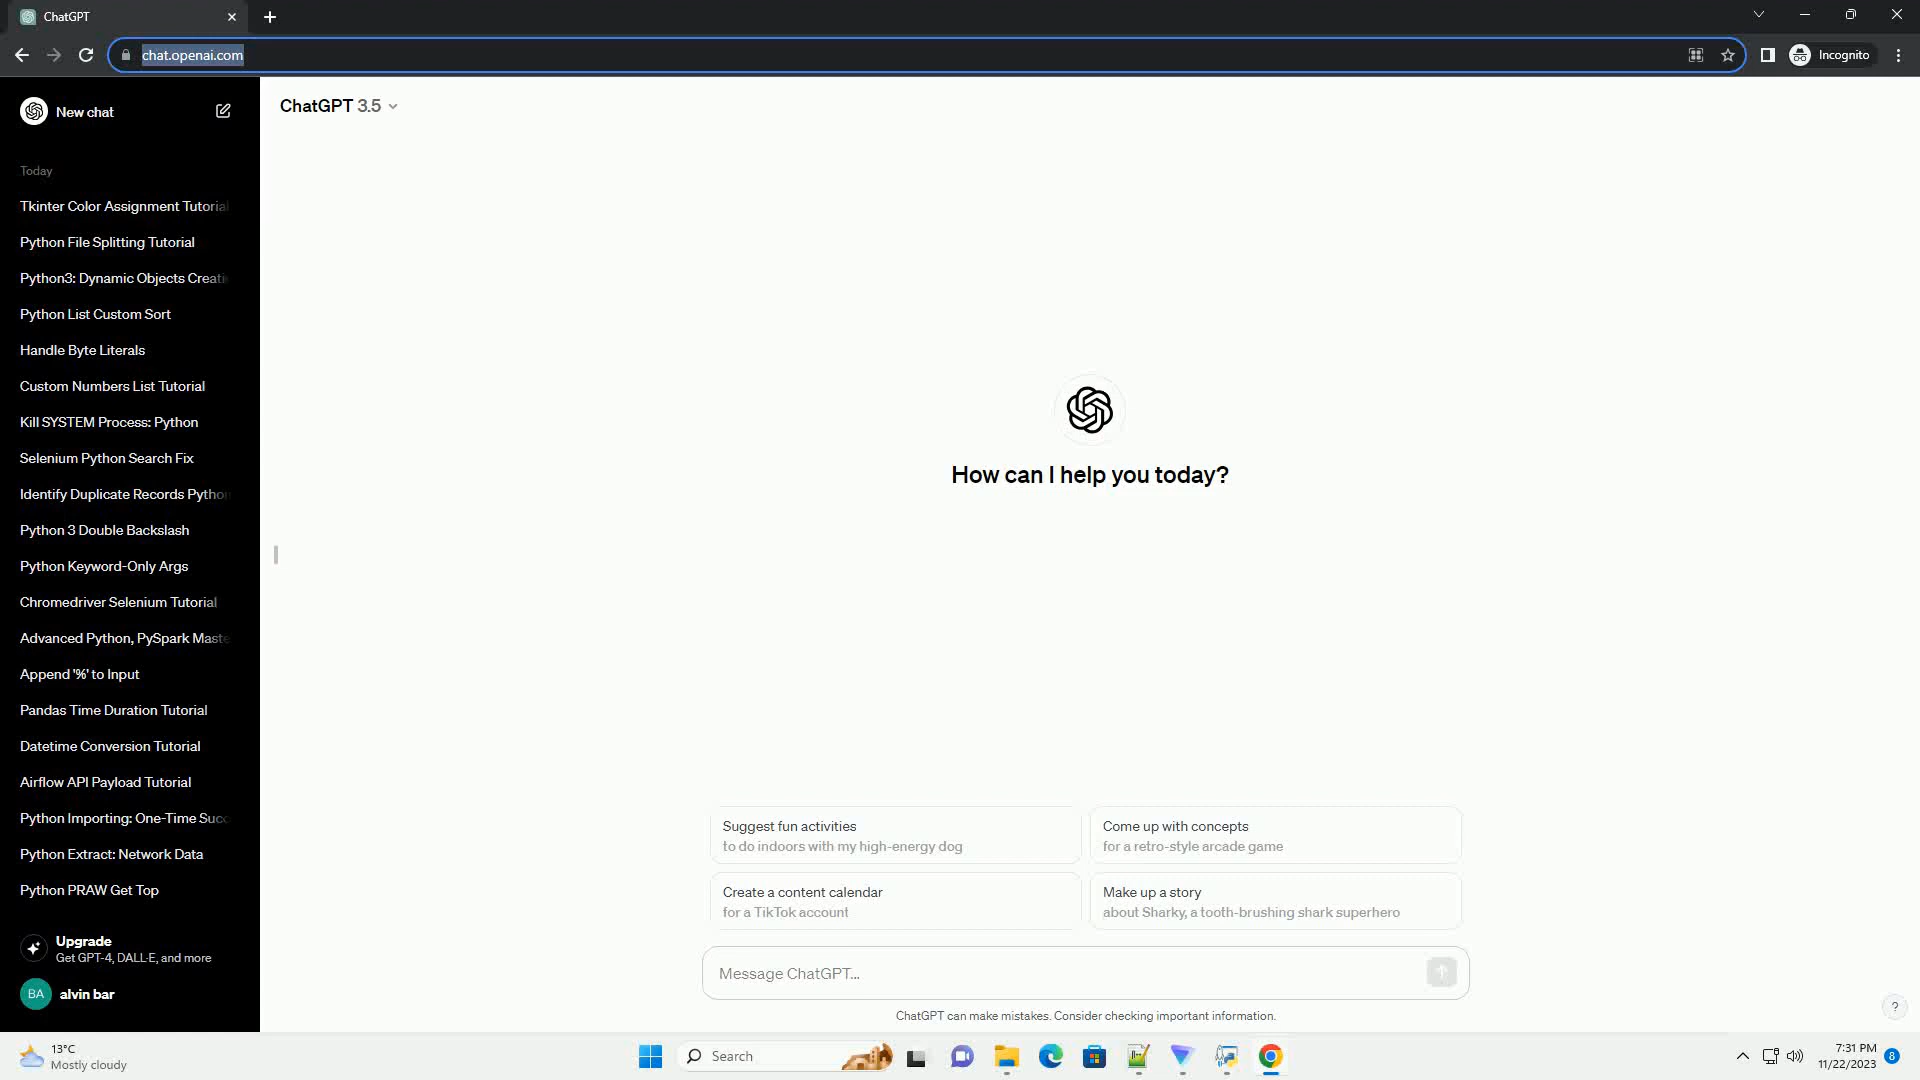 ChatGPT
chat.openai.com
Incognito
New chat
ChatGPT 3.5
Today
Tkinter Color Assignment Tutorial
Python File Splitting Tutorial
Python3: Dynamic Objects Creati
Python List Custom Sort
Handle Byte Literals
Custom Numbers List Tutorial
Kill SYSTEM Process: Python
Selenium Python Search Fix
Identify Duplicate Records Python
Python 3 Double Backslash
Python Keyword-Only Args
Chromedriver Selenium Tutorial
Advanced Python, PySpark Maste
Append '%' to Input
Pandas Time Duration Tutorial
Datetime Conversion Tutorial
Airflow API Payload Tutorial
Python Importing: One-Time Succ
Python Extract: Network Data
Python PRAW Get Top
Upgrade
Get GPT-4, DALL·E, and more
BA
alvin bar
How can I help you today?
Suggest fun activities
to do indoors with my high-energy dog
Come up with concepts
for a retro-style arcade game
Create a content calendar
for a TikTok account
Make up a story
about Sharky, a tooth-brushing shark superhero
Message ChatGPT...
ChatGPT can make mistakes. Consider checking important information.
?
13°C
Mostly cloudy
Search
7:31 PM
11/22/2023
8